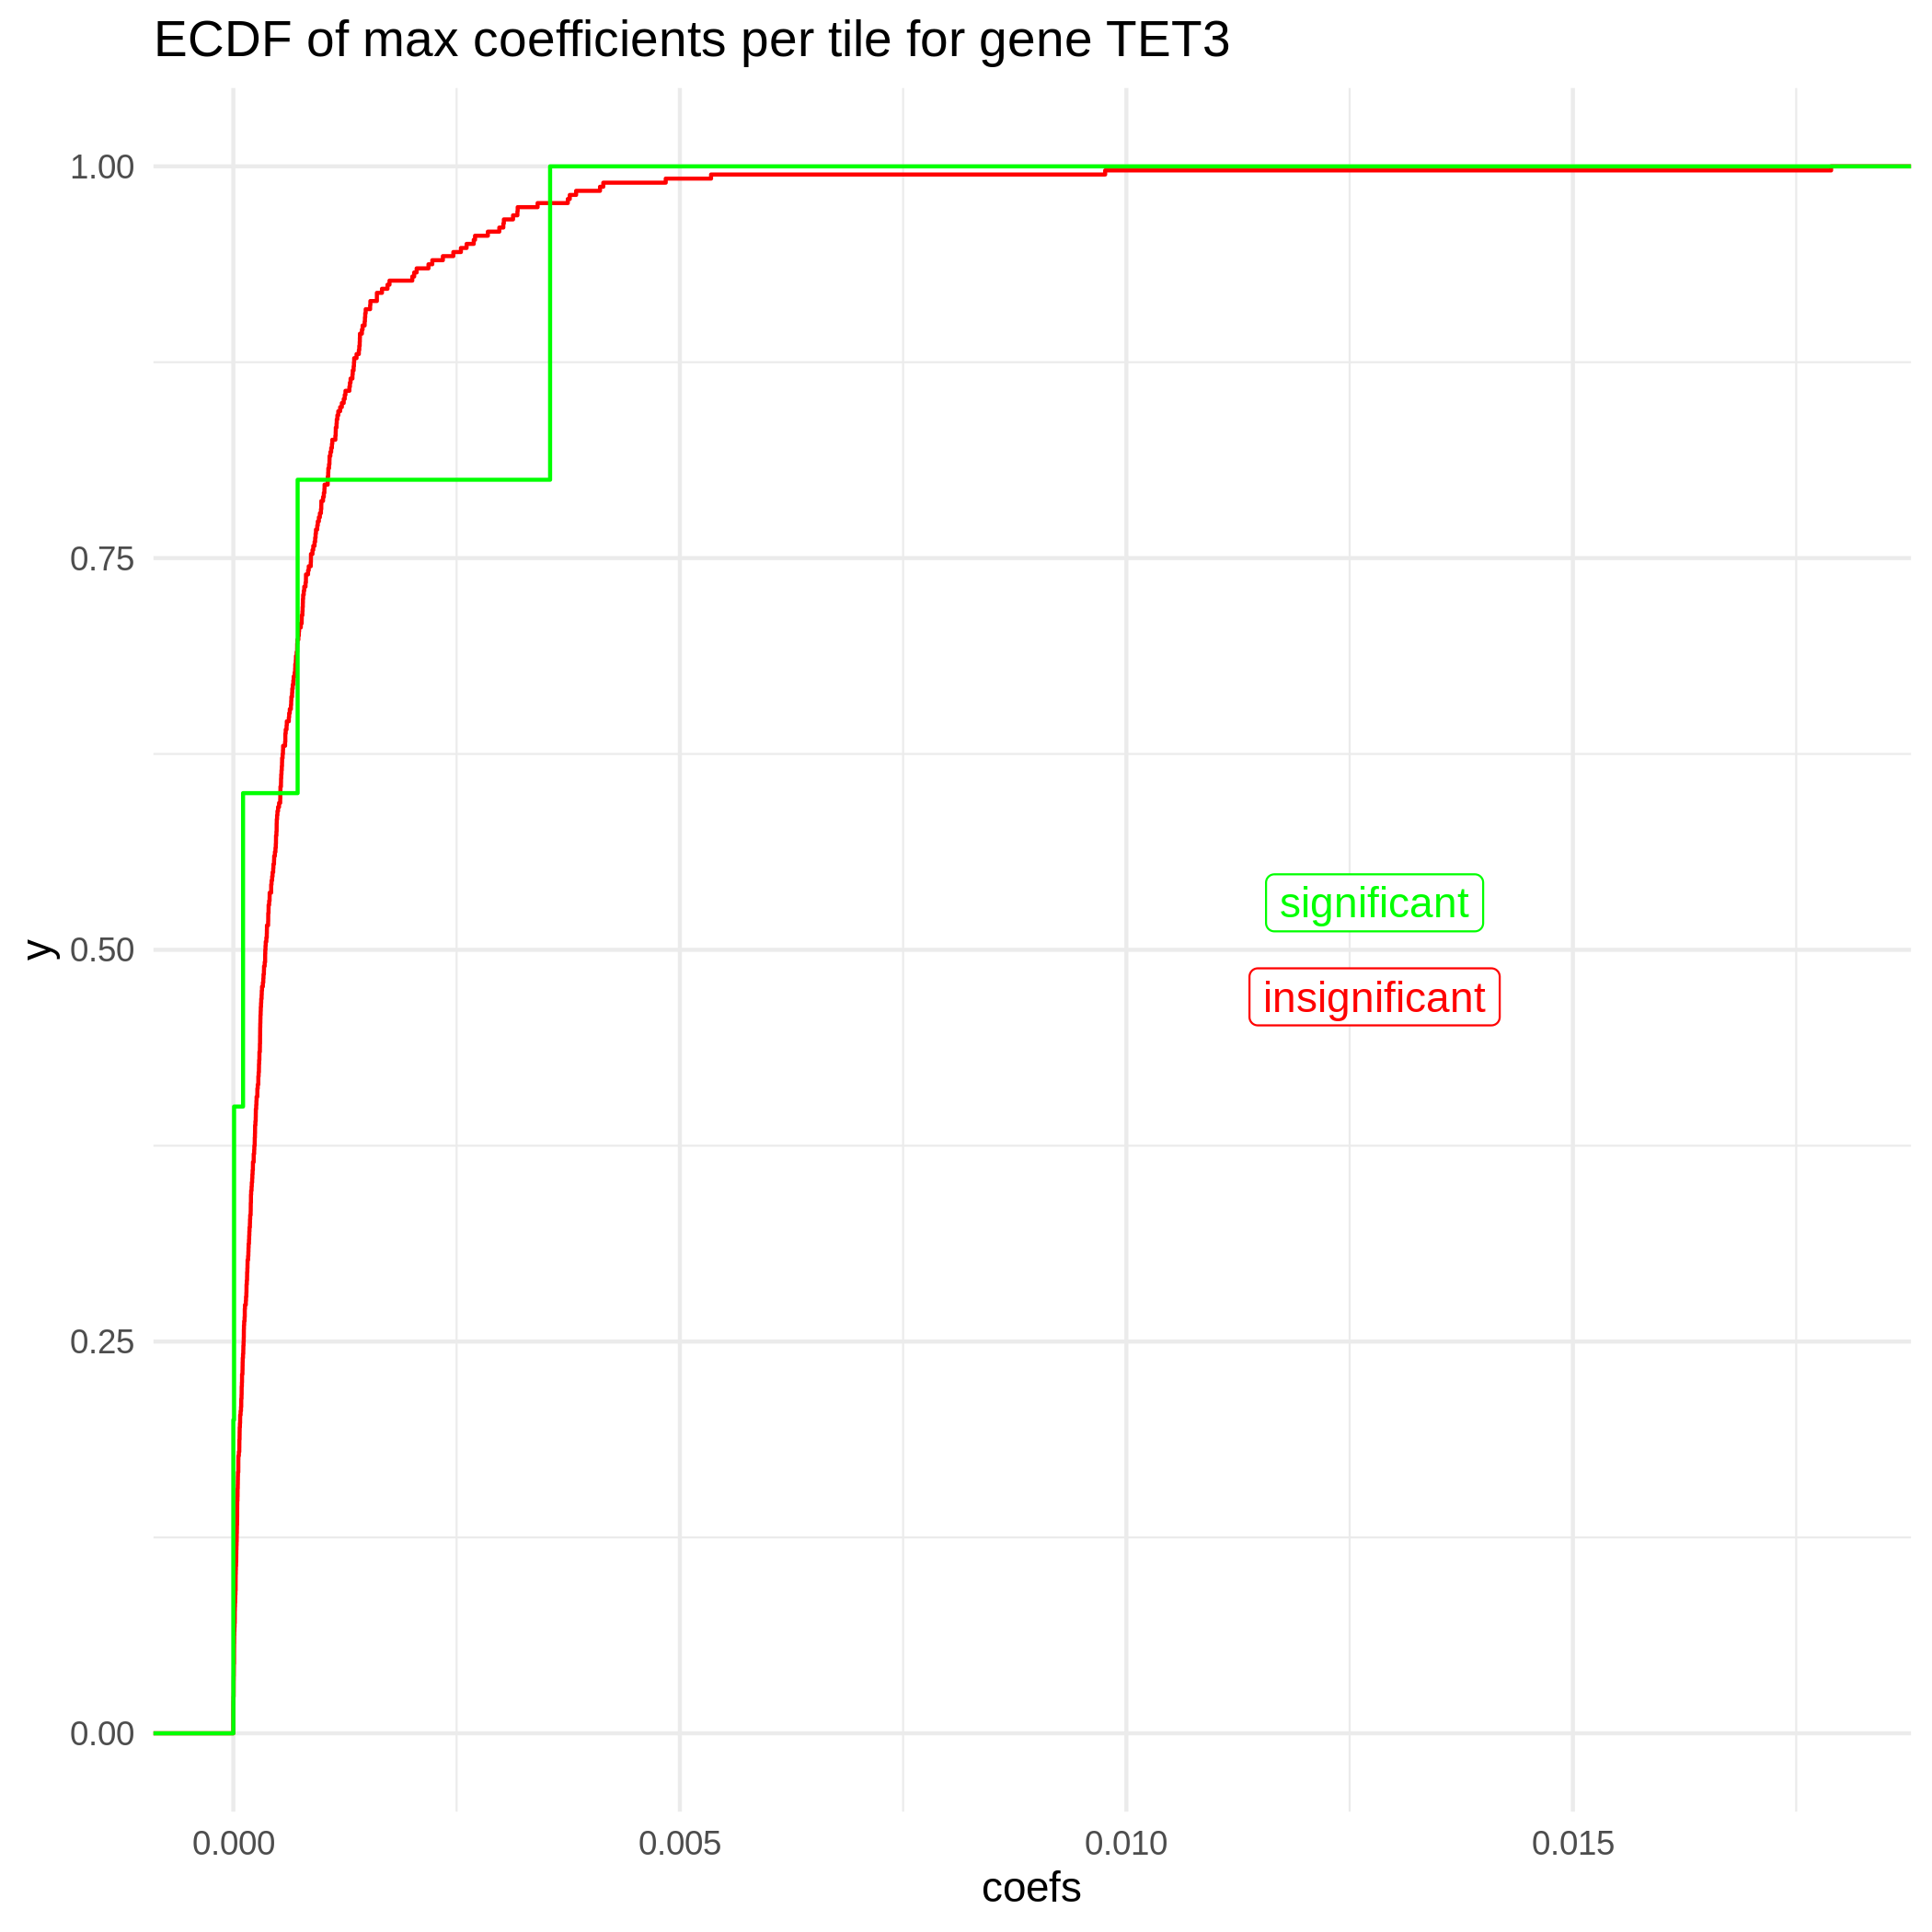 ECDF of max coefficients per tile for gene TET3
1.00
0.75
0.50
0.25
0.00
y
significant
insignificant
0.000 0.005 0.010 0.015
coefs